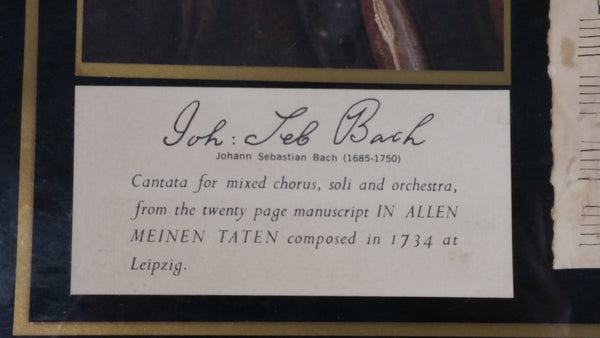 Joh: Seb Bach
Johann Sebastian Bach (1685-1750)
Cantata for mixed chorus, soli and orchestra,
from the twenty page manuscript IN ALLEN
MEINEN TATEN composed in 1734 at
Leipzig.